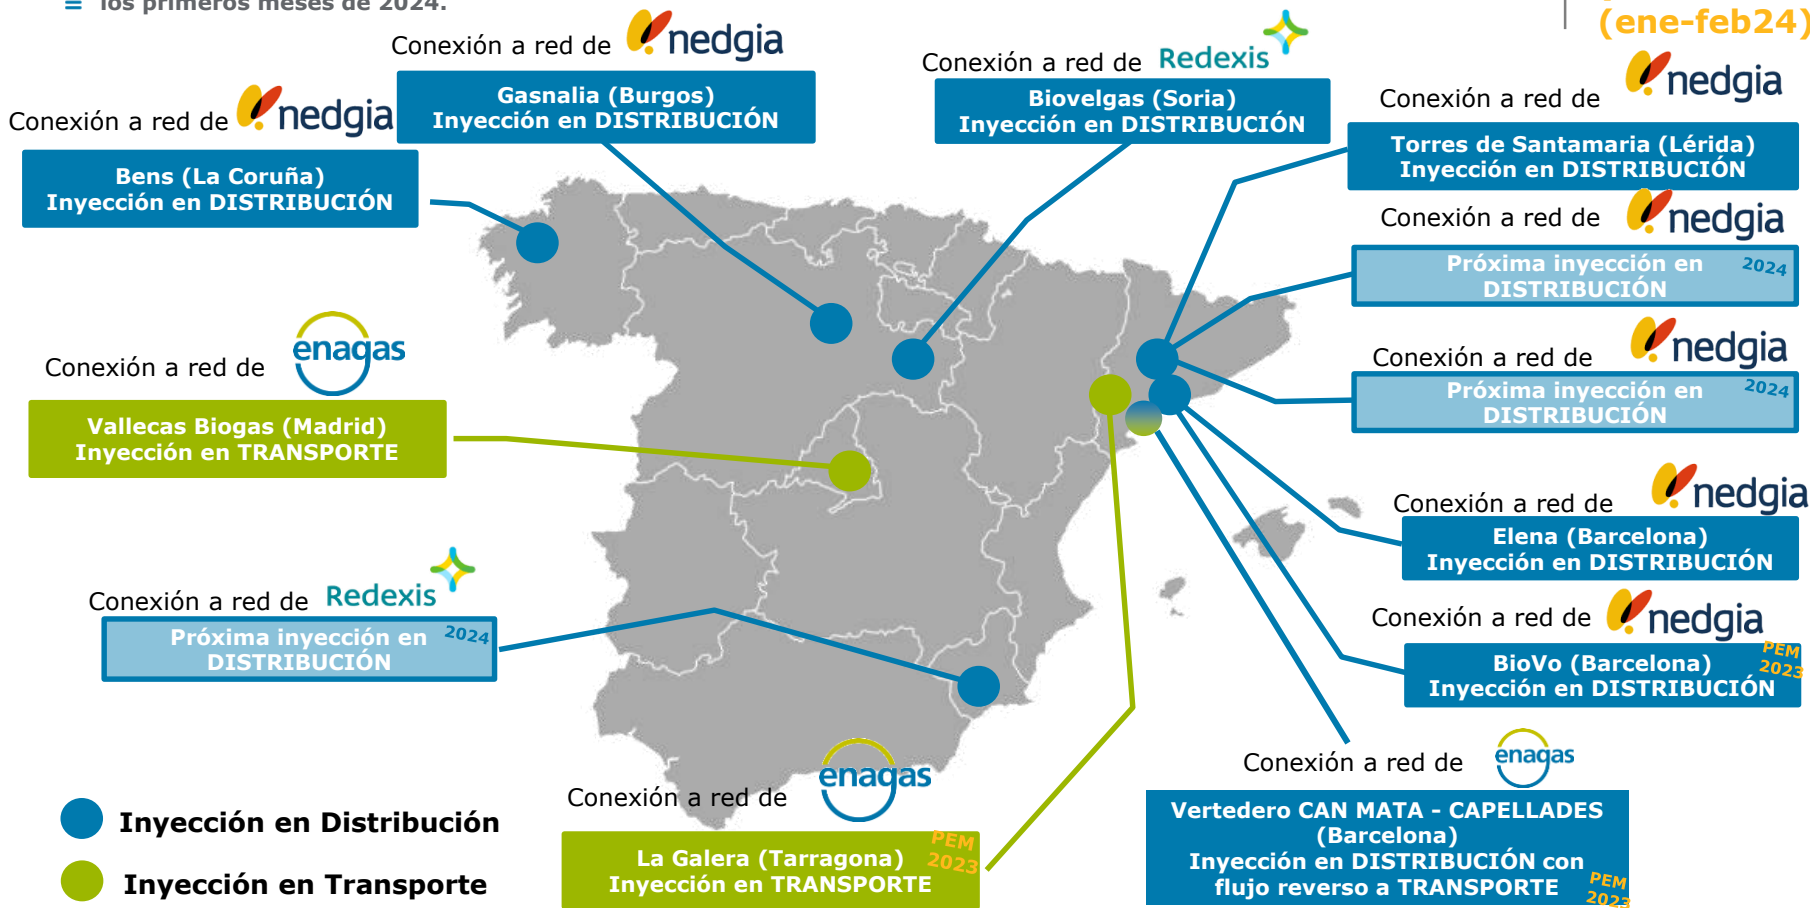 los primeros meses de 2024.
(ene-feb24)
Conexión a red de nedgia
Gasnalia (Burgos)
Inyección en DISTRIBUCIÓN
Conexión a red de Redexis
Biovelgas (Soria)
Inyección en DISTRIBUCIÓN
Conexión a red de nedgia
Torres de Santamaria (Lérida)
Inyección en DISTRIBUCIÓN
Conexión a red de nedgia
Bens (La Coruña)
Inyección en DISTRIBUCIÓN
Conexión a red de nedgia
Próxima inyección en 2024
DISTRIBUCIÓN
Conexión a red de enagas
Vallecas Biogas (Madrid)
Inyección en TRANSPORTE
Conexión a red de nedgia
Próxima inyección en 2024
DISTRIBUCIÓN
Conexión a red de nedgia
Elena (Barcelona)
Inyección en DISTRIBUCIÓN
Conexión a red de Redexis
Próxima inyección en 2024
DISTRIBUCIÓN
Conexión a red de nedgia
BioVo (Barcelona)
Inyección en DISTRIBUCIÓN
PEM
2023
Conexión a red de enagas
Vertedero CAN MATA - CAPELLADES
(Barcelona)
Inyección en DISTRIBUCIÓN con
flujo reverso a TRANSPORTE
PEM
2023
Conexión a red de enagas
La Galera (Tarragona)
Inyección en TRANSPORTE
PEM
2023
Inyección en Distribución
Inyección en Transporte